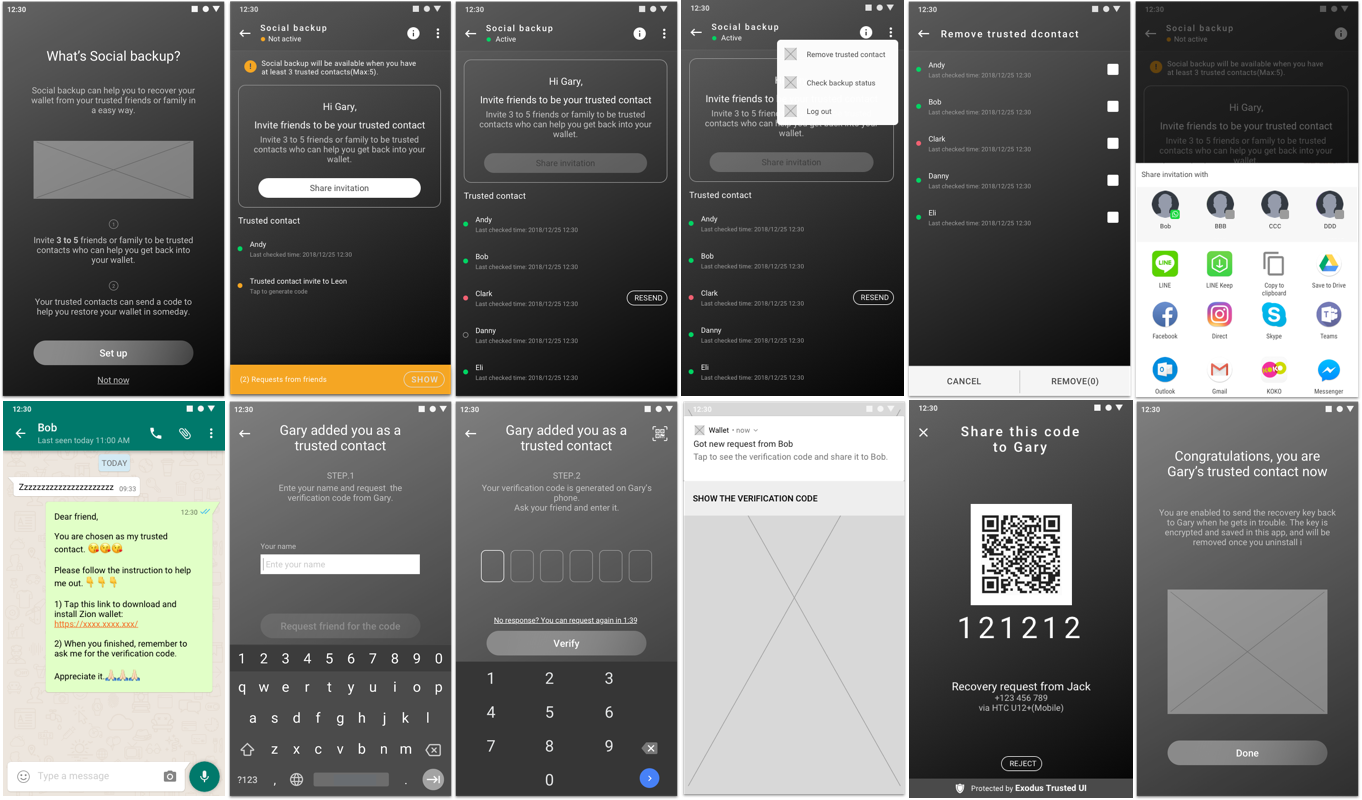 12:30
What's Social backup?
Social backup can help you to recover your
wallet from your trusted friends or family in
a easy way.
1
Invite 3 to 5 friends or family to be trusted
contacts who can help you get back into
your wallet.
2
Your trusted contacts can send a code to
help you restore your wallet in someday.
Set up
Not now
12:30
Social backup
Not active
Social backup will be available when you have
at least 3 trusted contacts(Max:5).
Hi Gary,
Invite friends to be your trusted contact
Invite 3 to 5 friends or family to be trusted
contacts who can help you get back into your
wallet.
Share invitation
Trusted contact
Andy
Last checked time: 2018/12/25 12:30
Trusted contact invite to Leon
Tap to generate code
(2) Requests from friends
SHOW
12:30
Social backup
Active
Hi Gary,
Invite friends to be your trusted contact
Invite 3 to 5 friends or family to be trusted
contacts who can help you get back into your
wallet.
Share invitation
Trusted contact
Andy
Last checked time: 2018/12/25 12:30
Bob
Last checked time: 2018/12/25 12:30
Clark
Last checked time: 2018/12/25 12:30
RESEND
Danny
Last checked time: 2018/12/25 12:30
Eli
Last checked time: 2018/12/25 12:30
12:30
Social backup
Active
Remove trusted contact
Check backup status
Log out
Invite friends
Invite 3 to 5
contacts who can
wallet.
Share invitation
Trusted contact
Andy
Last checked time: 2018/12/25 12:30
Bob
Last checked time: 2018/12/25 12:30
Clark
Last checked time: 2018/12/25 12:30
RESEND
Danny
Last checked time: 2018/12/25 12:30
Eli
Last checked time: 2018/12/25 12:30
12:30
Remove trusted dcontact
Andy
Last checked time: 2018/12/25 12:30
Bob
Last checked time: 2018/12/25 12:30
Clark
Last checked time: 2018/12/25 12:30
Danny
Last checked time: 2018/12/25 12:30
Eli
Last checked time: 2018/12/25 12:30
CANCEL
REMOVE(0)
12:30
Social backup
Not active
Social backup will be available when you have
at least 3 trusted contacts(Max:5).
Hi Gary,
Invite friends to be your trusted contact
Invite 3 to 5 friends or family to be trusted
contacts who can help you get back into your
wallet.
Share invitation with
Bob BBB CCC DDD
LINE LINE Keep Copy to clipboard Save to Drive
Facebook Direct Skype Teams
Outlook Gmail KOKO Messenger
12:30
Bob
Last seen today 11:00 AM
TODAY
Zzzzzzzzzzzzzzzzzzzzzz 09:33
12:30
Dear friend,
You are chosen as my trusted
contact. 😘😘😘
Please follow the instruction to help
me out. 👇👇👇
1) Tap this link to download and
install Zion wallet:
https://xxxx.xxxx.xxx/
2) When you finished, remember to
ask me for the verification code.
Appreciate it.🙏🙏🙏
Type a message
12:30
Gary added you as a
trusted contact
STEP.1
Enter your name and request the
verification code from Gary.
Your name
Enter your name
Request friend for the code
1 2 3 4 5 6 7 8 9 0
q w e r t y u i o p
a s d f g h j k l
z x c v b n m
?123 , .
12:30
Gary added you as a
trusted contact
STEP.2
Your verification code is generated on Gary's
phone.
Ask your friend and enter it.
No response? You can request again in 1:39
Verify
1 2 3
4 5 6
7 8 9
0
12:30
Wallet • now
Got new request from Bob
Tap to see the verification code and share it to Bob.
SHOW THE VERIFICATION CODE
12:30
Share this code
to Gary
121212
Recovery request from Jack
+123 456 789
via HTC U12+(Mobile)
REJECT
Protected by Exodus Trusted UI
12:30
Congratulations, you are
Gary's trusted contact now
You are enabled to send the recovery key back
to Gary when he gets in trouble. The key is
encrypted and saved in this app, and will be
removed once you uninstall i
Done